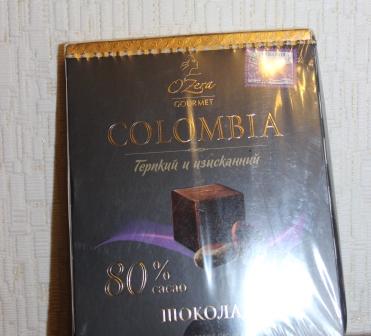 O'Zera
GOURMET
COLOMBIA
Терпкий и изысканный
80%
cacao
ШОКОЛА